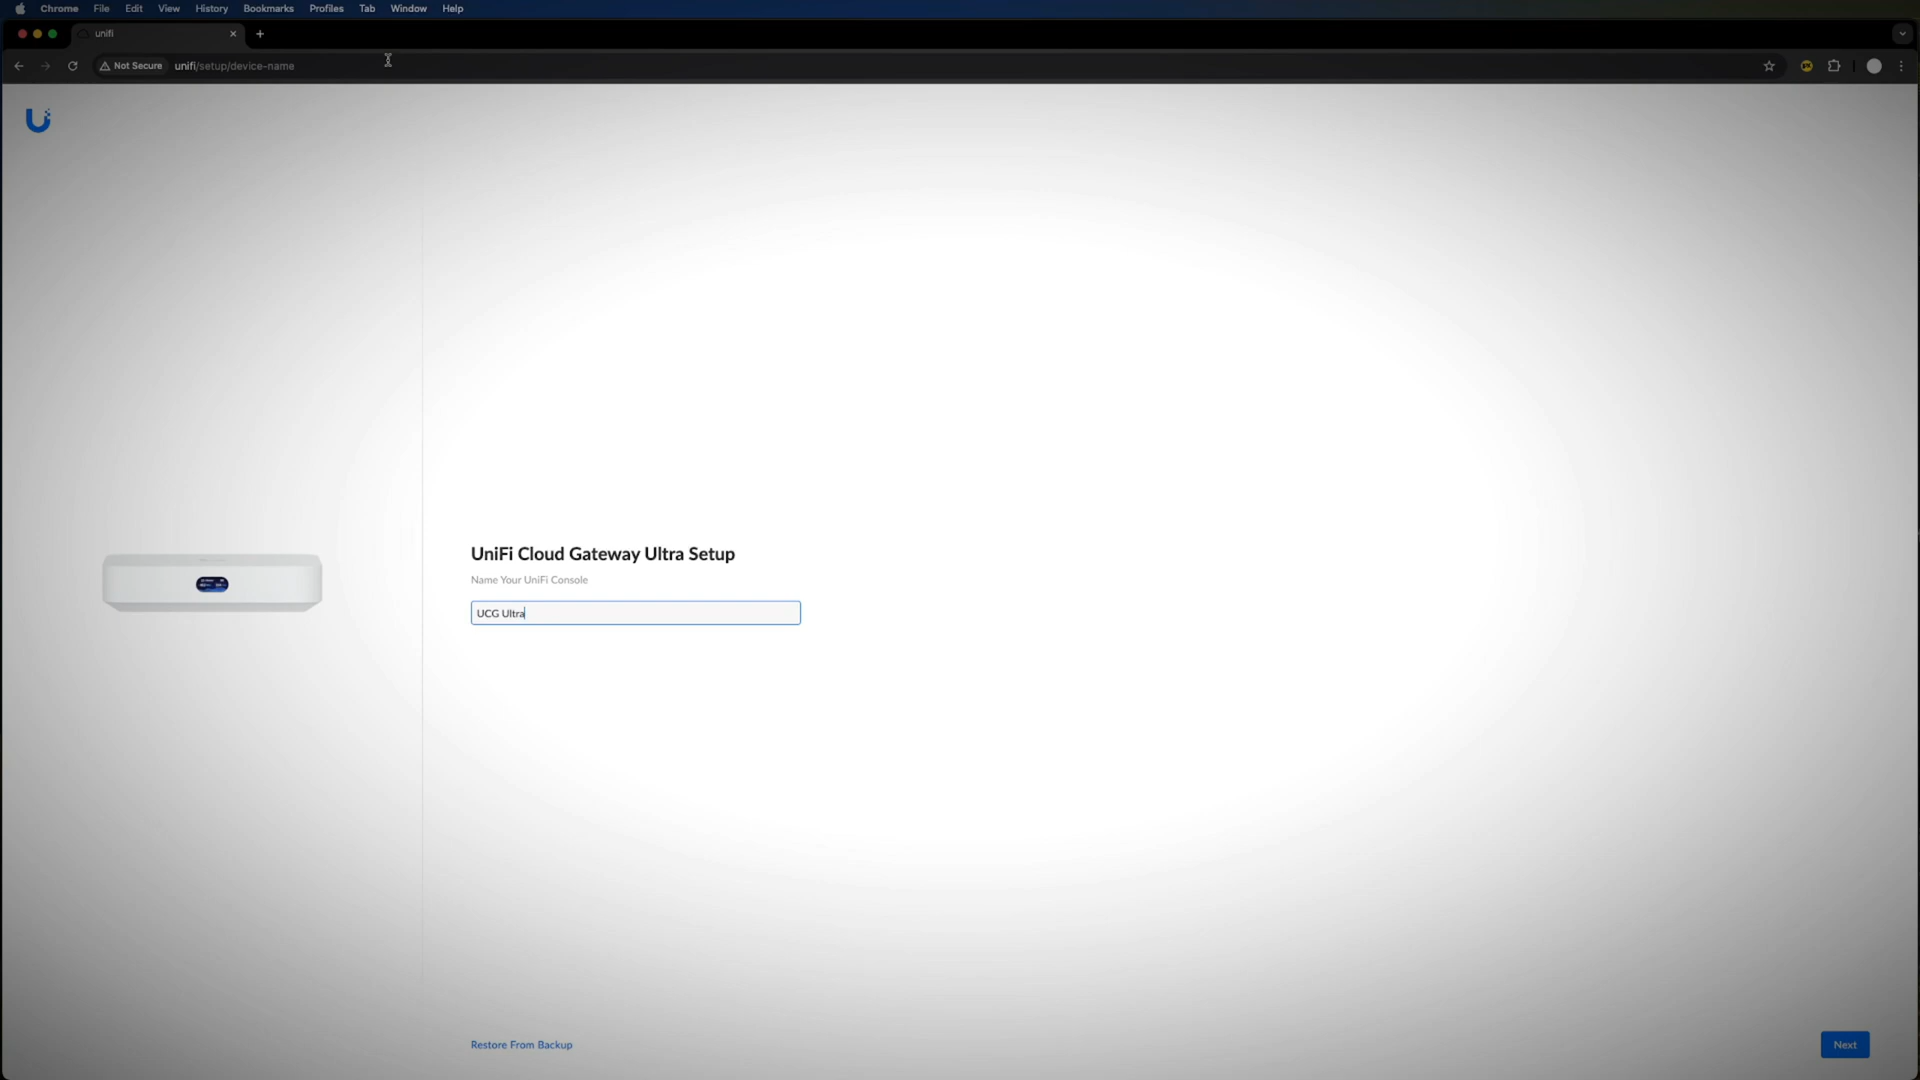 Chrome File Edit View History Bookmarks Profiles Tab Window Help
unifi
Not Secure unifi/setup/device-name
UniFi Cloud Gateway Ultra Setup
Name Your UniFi Console
UCG Ultra
Restore From Backup
Next